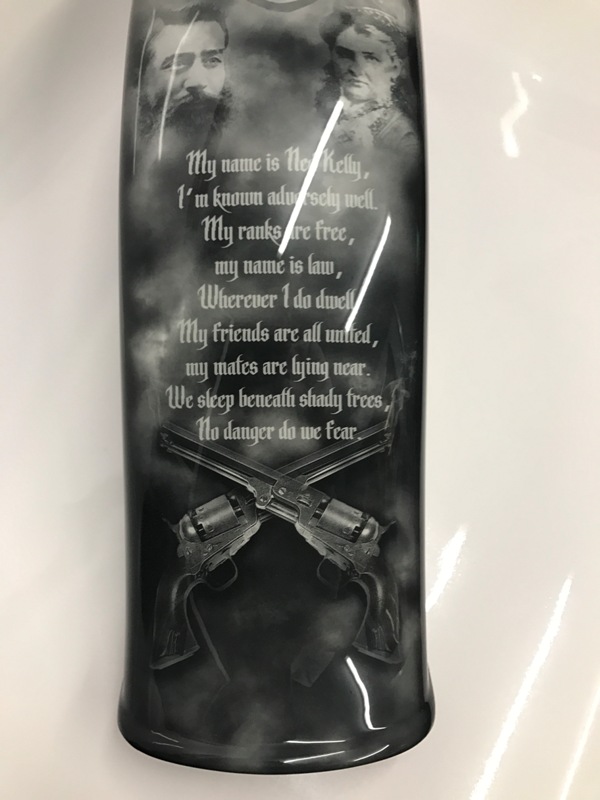 My name is Ned Kelly,
I'm known adversely well.
My ranks are free,
my name is law,
Wherever I do dwell
My friends are all united,
my mates are lying near.
We sleep beneath shady trees,
No danger do we fear.